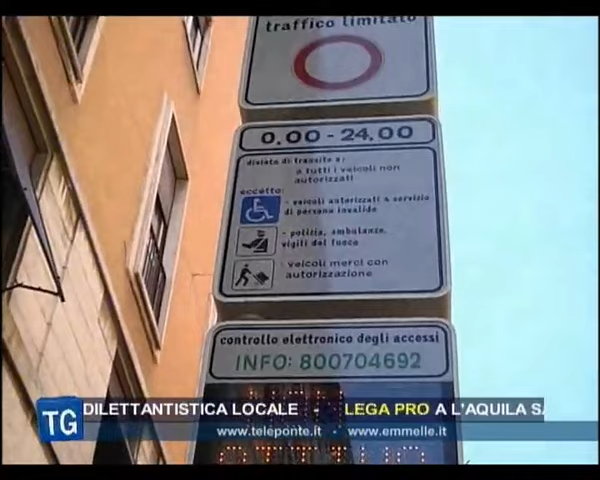 traffico limitato
0.00 - 24.00
divieto di transito a:
a tutti i veicoli non
autorizzati
eccetto:
- veicoli autorizzati a servizio
di persone invalide
- polizia, ambulanze,
vigili del fuoco
- veicoli merci con
autorizzazione
controllo elettronico degli accessi
INFO: 800704692
TG DILETTANTISTICA LOCALE - LEGA PRO A L'AQUILA SA
www.teleponte.it - www.emmelle.it